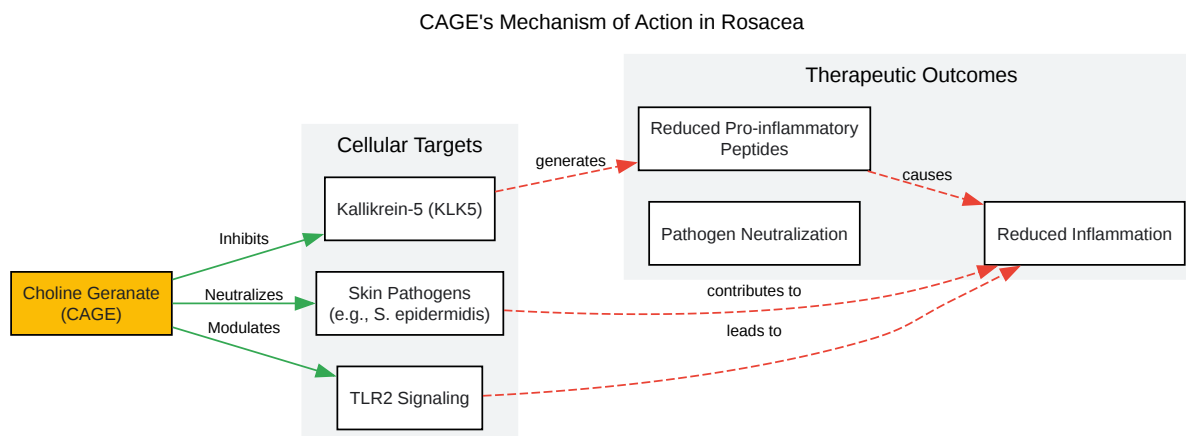 CAGE's Mechanism of Action in Rosacea
Therapeutic Outcomes
Cellular Targets
Reduced Pro-inflammatory
Peptides
generates
causes
Kallikrein-5 (KLK5)
Pathogen Neutralization
Reduced Inflammation
Inhibits
Choline Geranate
(CAGE)
Neutralizes
Skin Pathogens
(e.g., S. epidermidis)
contributes to
Modulates
leads to
TLR2 Signaling